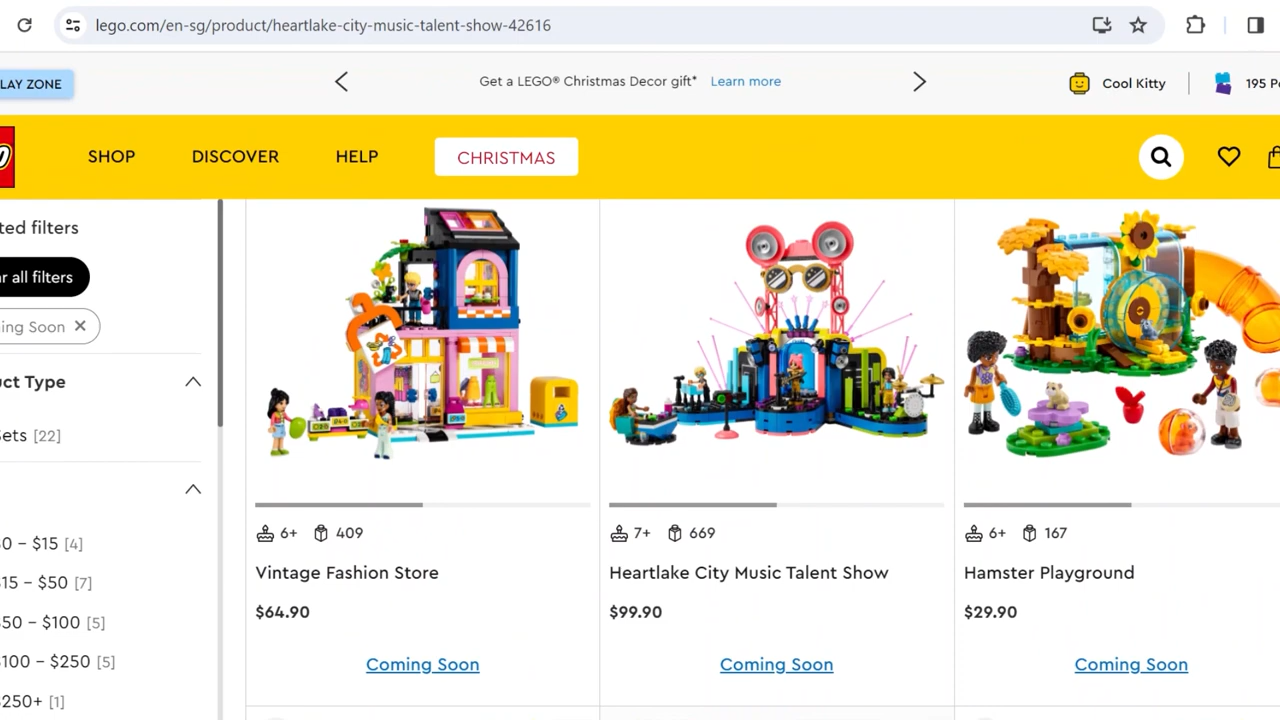 lego.com/en-sg/product/heartlake-city-music-talent-show-42616
LAY ZONE
Get a LEGO® Christmas Decor gift* Learn more
Cool Kitty
195 Po
SHOP
DISCOVER
HELP
CHRISTMAS
ted filters
r all filters
ing Soon
uct Type
Sets [22]
0 – $15 [4]
15 – $50 [7]
50 – $100 [5]
100 – $250 [5]
250+ [1]
6+ 409
Vintage Fashion Store
$64.90
Coming Soon
7+ 669
Heartlake City Music Talent Show
$99.90
Coming Soon
6+ 167
Hamster Playground
$29.90
Coming Soon